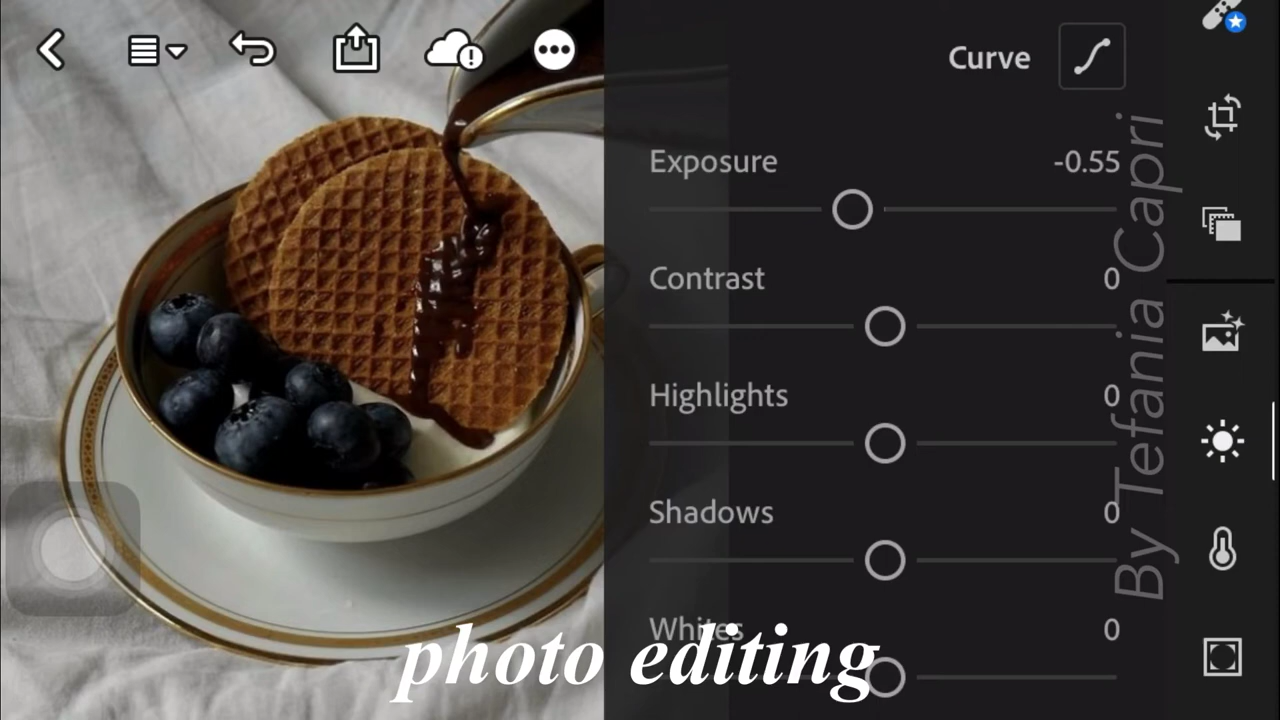 Curve
Exposure -0.55
Contrast 0
Highlights 0
Shadows 0
Whites 0
photo editing
By Tefania Capri